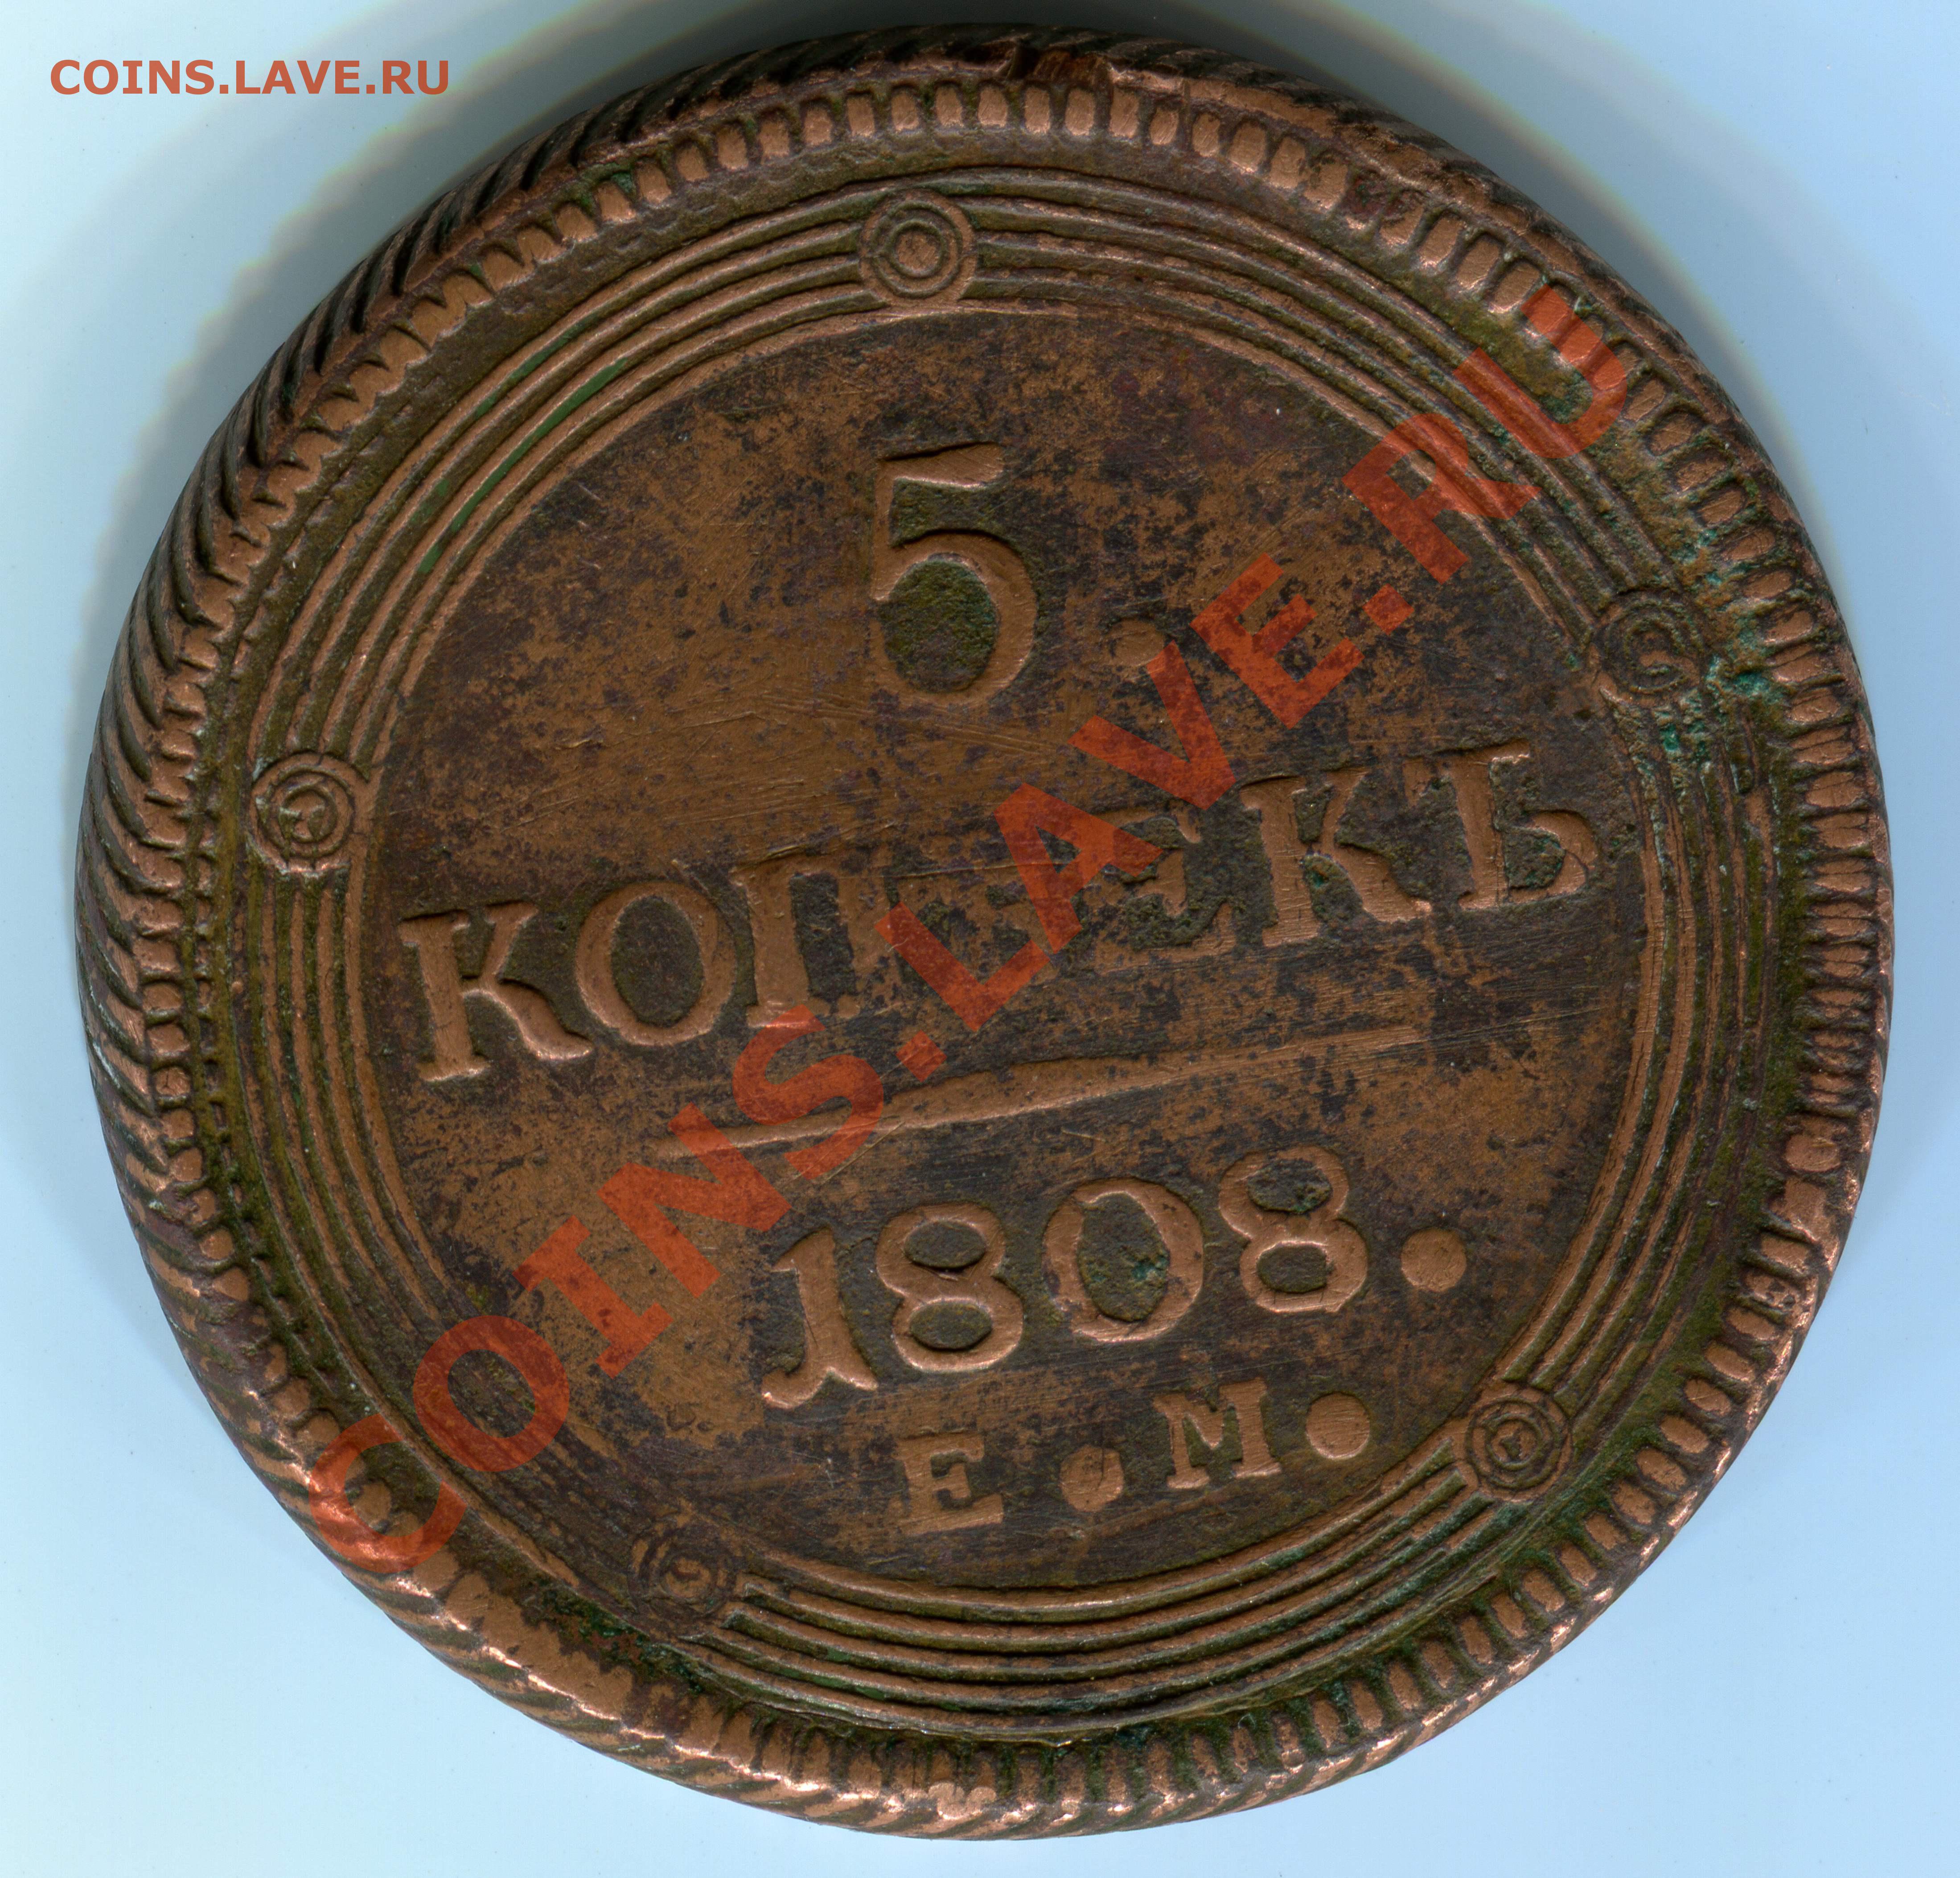 COINS.LAVE.RU
5.
КОПѢЕКЪ
1808.
Е.М.
COINS.LAVE.RU